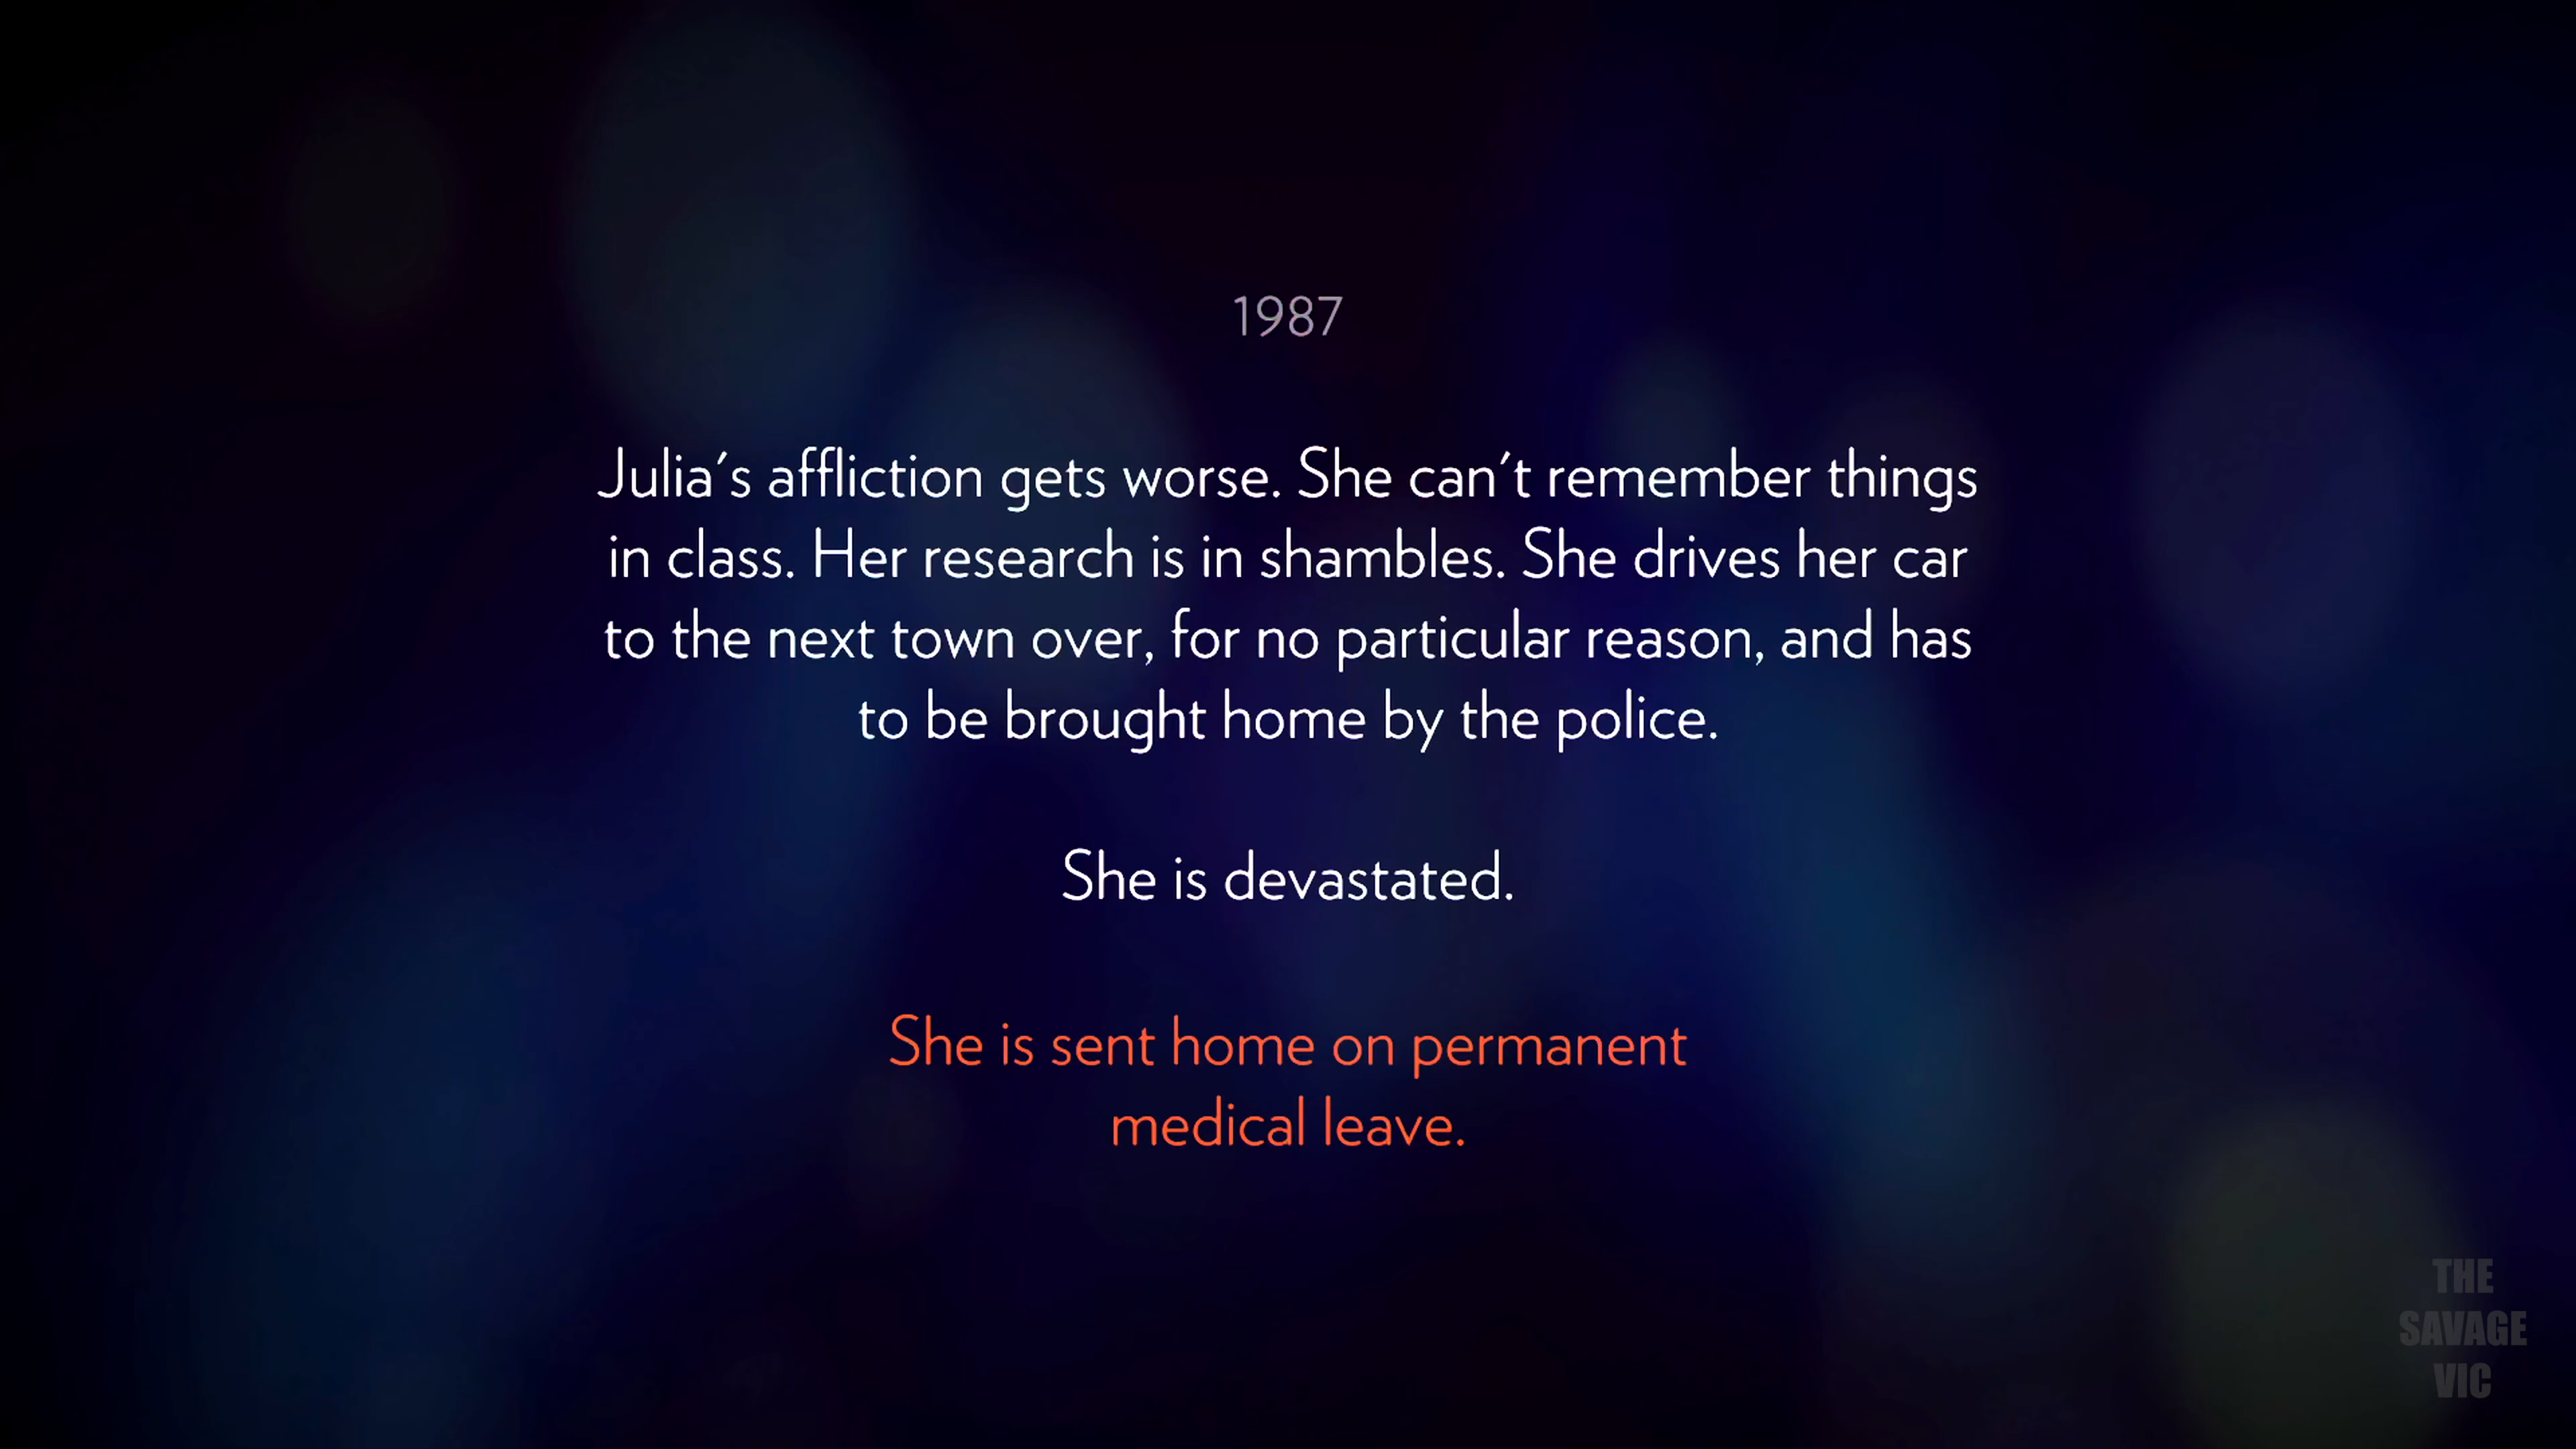 1987
Julia's affliction gets worse. She can't remember things
in class. Her research is in shambles. She drives her car
to the next town over, for no particular reason, and has
to be brought home by the police.
She is devastated.
She is sent home on permanent
medical leave.
THE
SAVAGE
VIC